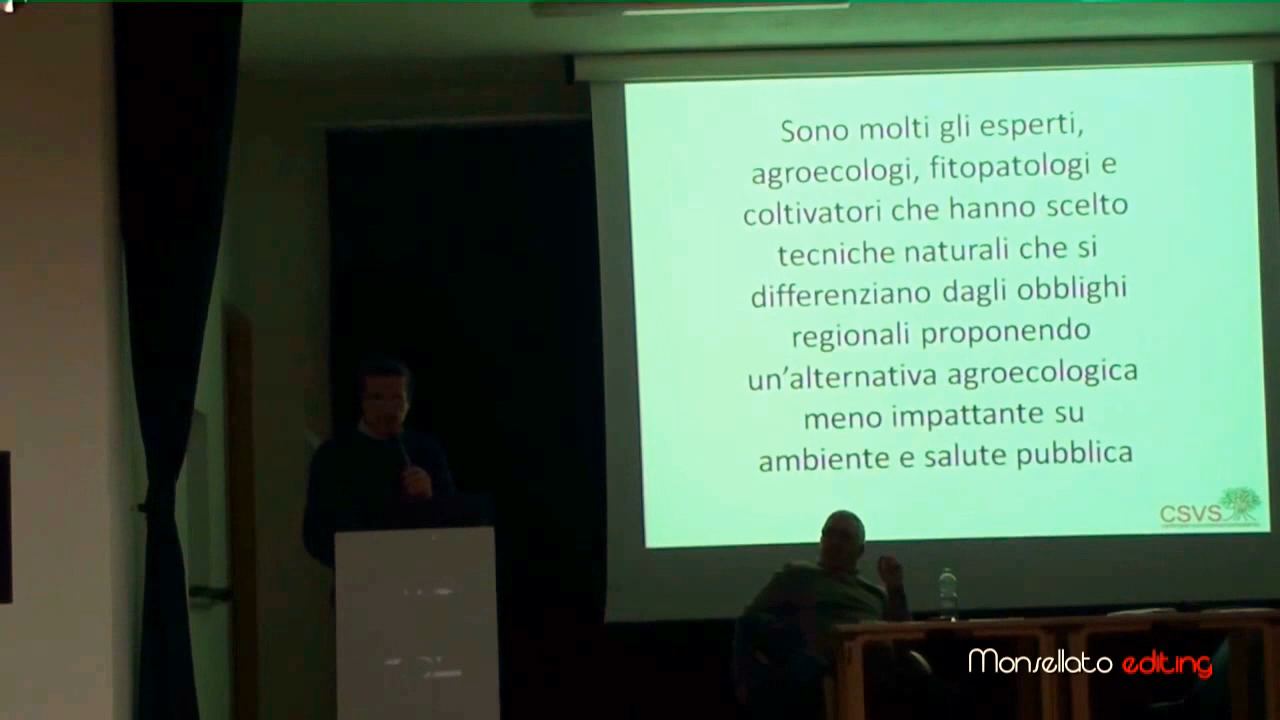 Sono molti gli esperti,
agroecologi, fitopatologi e
coltivatori che hanno scelto
tecniche naturali che si
differenziano dagli obblighi
regionali proponendo
un’alternativa agroecologica
meno impattante su
ambiente e salute pubblica
CSVS
Monsellato editing